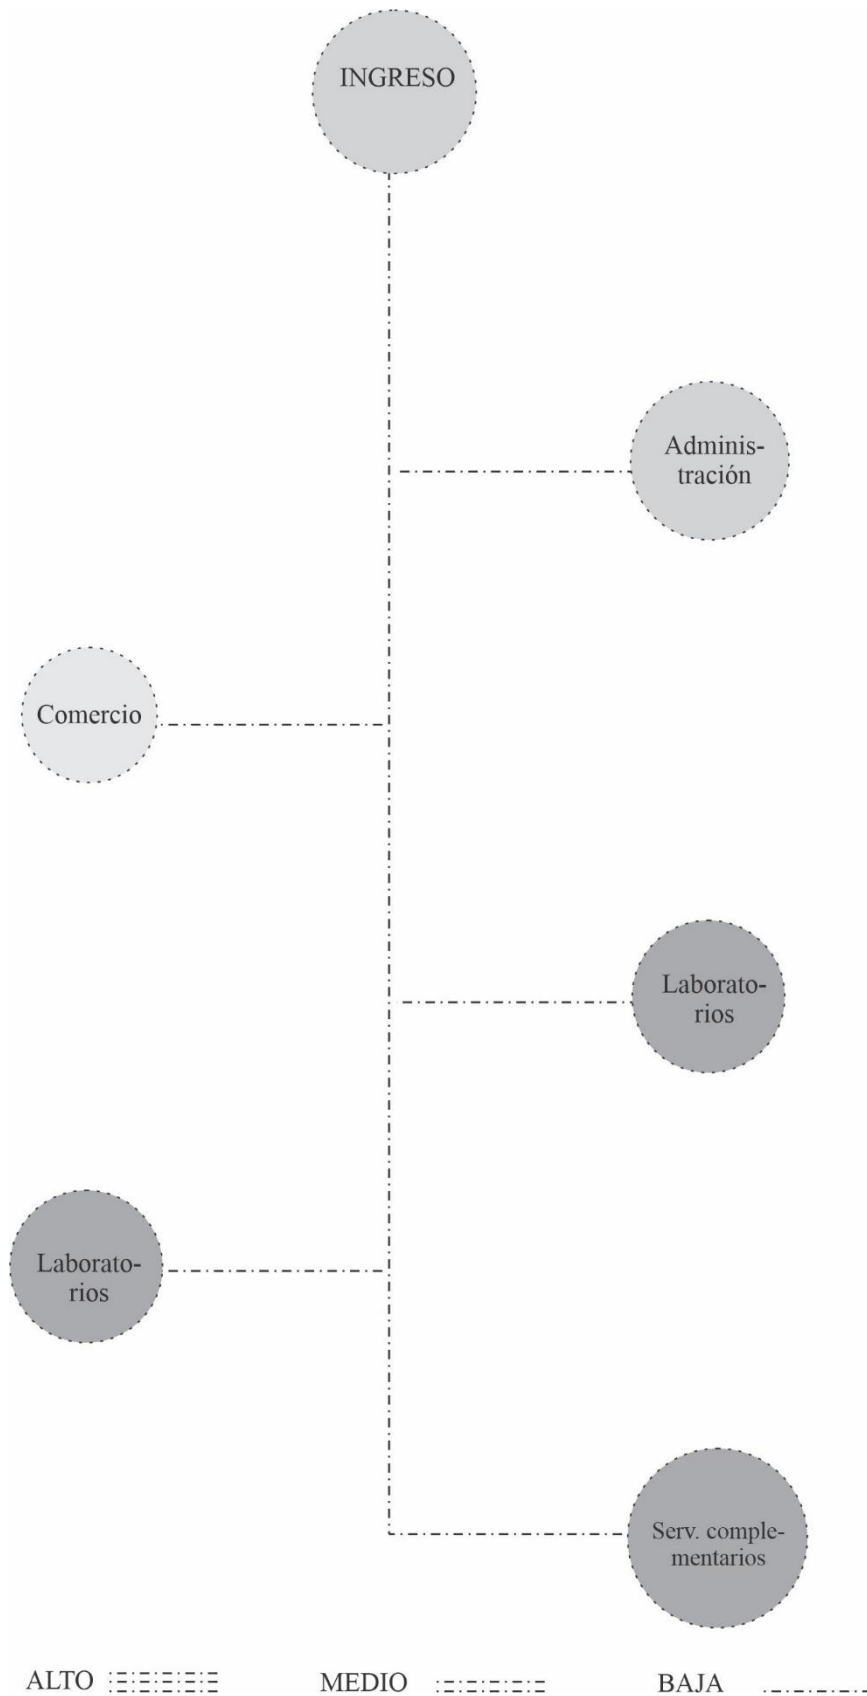 INGRESO
Adminis-
tración
Comercio
Laborato-
rios
Laborato-
rios
Serv. comple-
mentarios
ALTO
MEDIO
BAJA